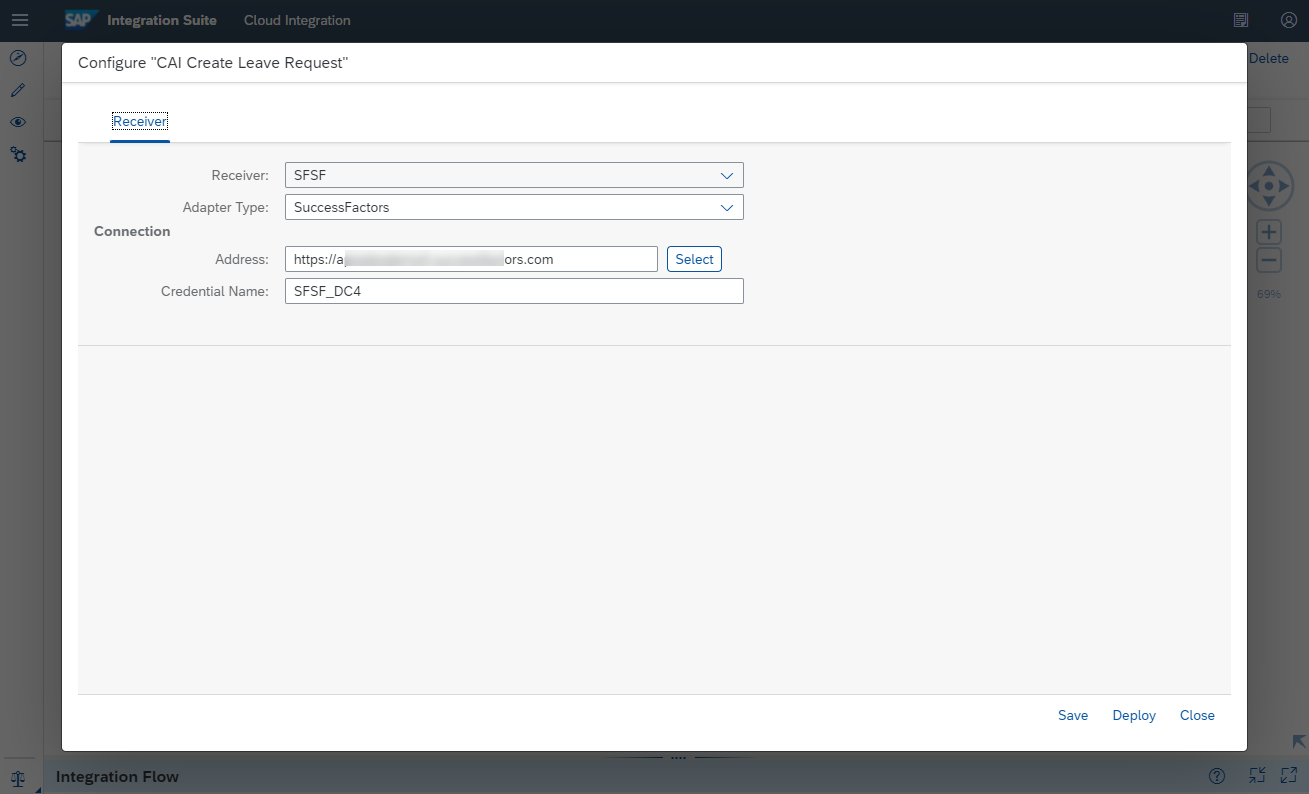 SAP Integration Suite Cloud Integration
Delete
Configure "CAI Create Leave Request"
Receiver
Receiver: SFSF
Adapter Type: SuccessFactors
Connection
Address: https://a ors.com Select
Credential Name: SFSF_DC4
69%
Save Deploy Close
Integration Flow